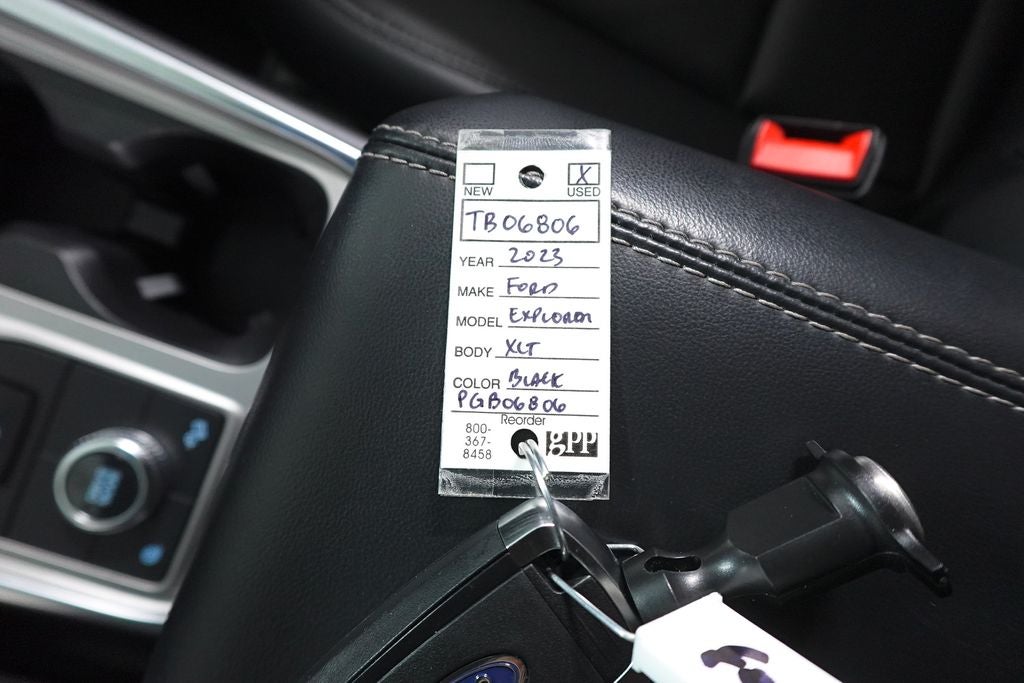 X
NEW USED
TB06806
YEAR 2023
MAKE FORD
MODEL EXPLORER
BODY XLT
COLOR BLACK
PGB06806
Reorder
800-
367-
8458
gpp